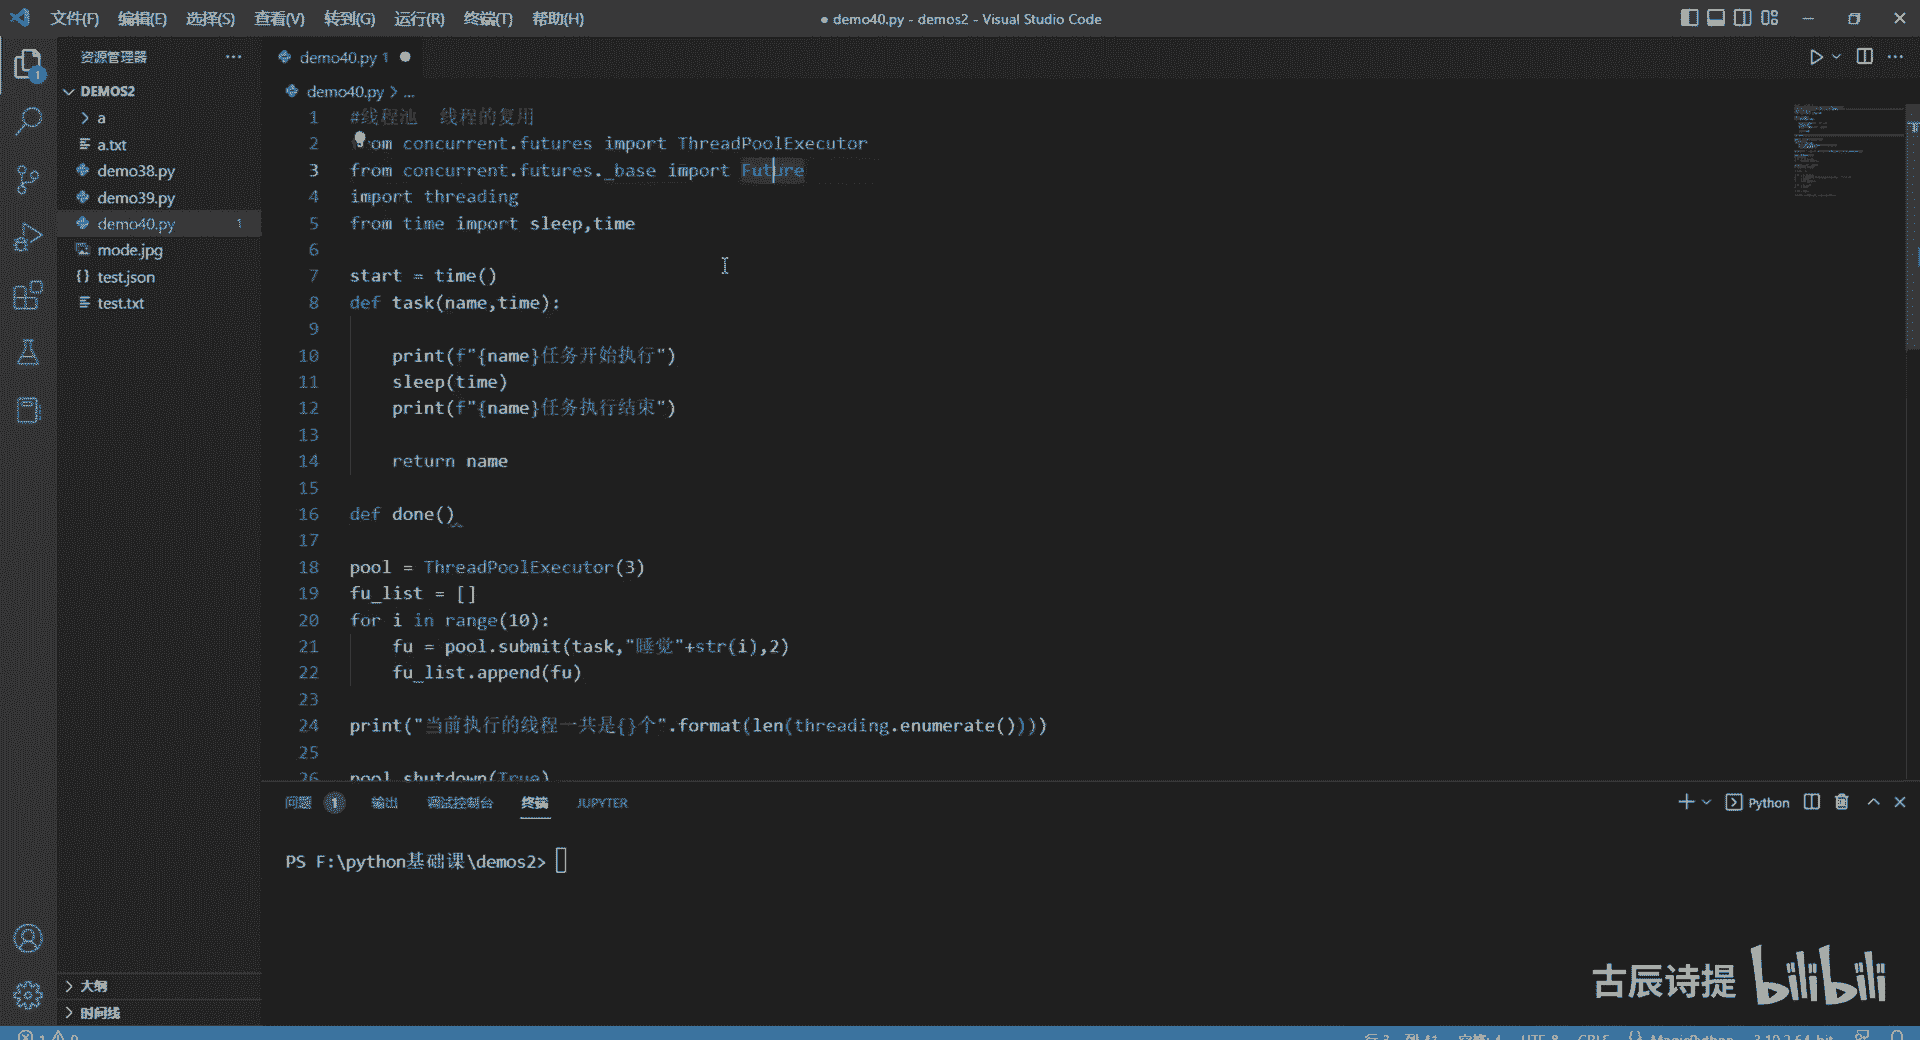 文件(F) 编辑(E) 选择(S) 查看(V) 转到(G) 运行(R) 终端(T) 帮助(H) ● demo40.py - demos2 - Visual Studio Code
资源管理器 ··· demo40.py 1 ●
DEMOS2
a
a.txt
demo38.py
demo39.py
demo40.py 1
mode.jpg
test.json
test.txt
大纲
时间线
1
demo40.py > ...
1 #线程池 线程的复用
2 om concurrent.futures import ThreadPoolExecutor
3 from concurrent.futures._base import Future
4 import threading
5 from time import sleep,time
6
7 start = time()
8 def task(name,time):
9
10 print(f"{name}任务开始执行")
11 sleep(time)
12 print(f"{name}任务执行结束")
13
14 return name
15
16 def done()
17
18 pool = ThreadPoolExecutor(3)
19 fu_list = []
20 for i in range(10):
21 fu = pool.submit(task,"睡觉"+str(i),2)
22 fu_list.append(fu)
23
24 print("当前执行的线程一共是{}个".format(len(threading.enumerate())))
25
26 pool.shutdown(True)
问题 1 输出 调试控制台 终端 JUPYTER Python
PS F:\python基础课\demos2>
古辰诗提 bilibili